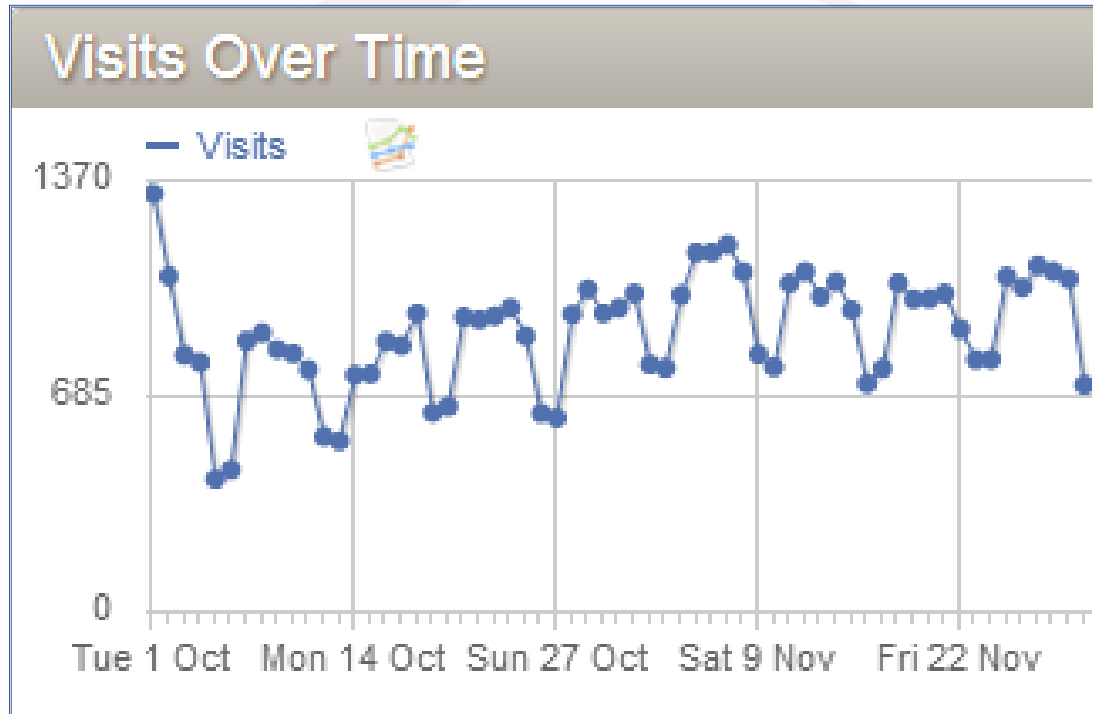 Visits Over Time
Visits
1370
685
0
Tue 1 Oct Mon 14 Oct Sun 27 Oct Sat 9 Nov Fri 22 Nov